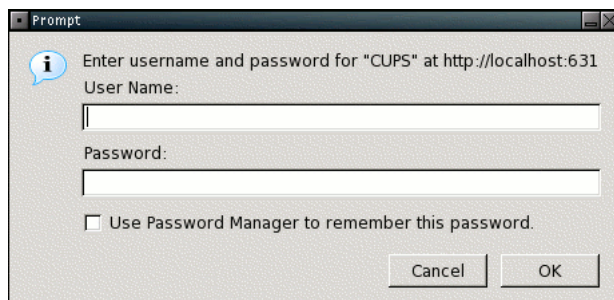 Prompt
Enter username and password for "CUPS" at http://localhost:631
User Name:
Password:
Use Password Manager to remember this password.
Cancel OK